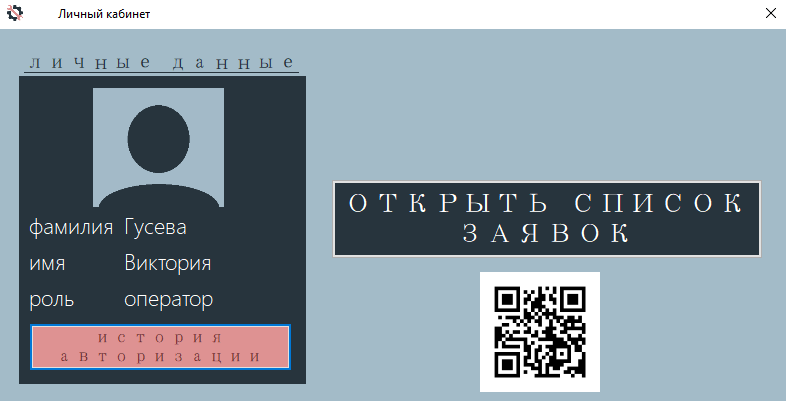 Личный кабинет
личные данные
фамилия Гусева
имя Виктория
роль оператор
история
авторизации
ОТКРЫТЬ СПИСОК
ЗАЯВОК